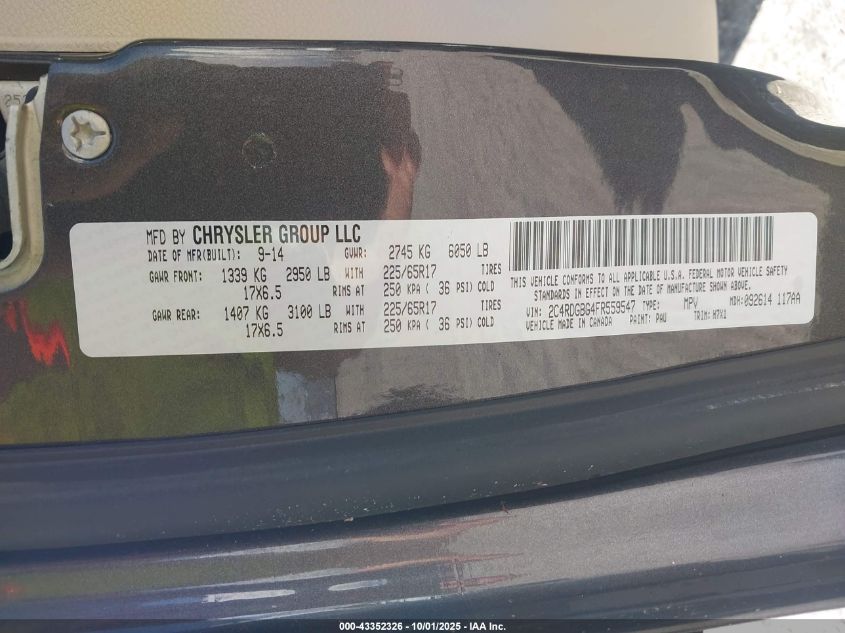 MFD BY CHRYSLER GROUP LLC
DATE OF MFR(BUILT): 9-14 GVWR: 2745 KG 6050 LB
GAWR FRONT: 1339 KG 2950 LB WITH 225/65R17 TIRES
17X6.5 RIMS AT 250 KPA ( 36 PSI) COLD
GAWR REAR: 1407 KG 3100 LB WITH 225/65R17 TIRES
17X6.5 RIMS AT 250 KPA ( 36 PSI) COLD
THIS VEHICLE CONFORMS TO ALL APPLICABLE U.S.A. FEDERAL MOTOR VEHICLE SAFETY
STANDARDS IN EFFECT ON THE DATE OF MANUFACTURE SHOWN ABOVE.
VIN: 2C4RDGBG4FR559547 TYPE: MPV MDH: 092614 117AA
VEHICLE MADE IN CANADA PAINT: PAU TRIM: H7X1
000-43352326 - 10/01/2025 - IAA Inc.